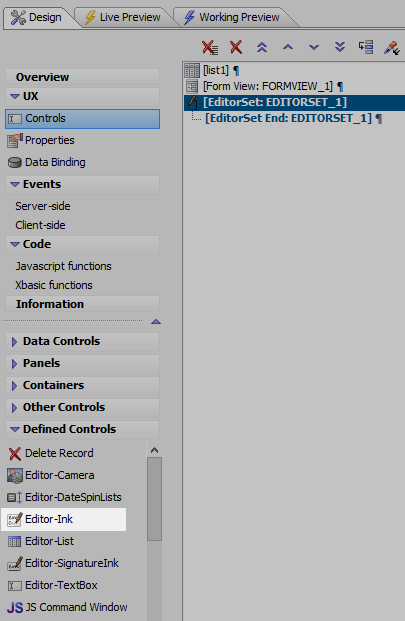 Design
Live Preview
Working Preview
Overview
UX
Controls
Properties
Data Binding
Events
Server-side
Client-side
Code
Javascript functions
Xbasic functions
Information
Data Controls
Panels
Containers
Other Controls
Defined Controls
Delete Record
Editor-Camera
Editor-DateSpinLists
Editor-Ink
Editor-List
Editor-SignatureInk
Editor-TextBox
JS JS Command Window
[list1] ¶
[Form View: FORMVIEW_1] ¶
[EditorSet: EDITORSET_1]
[EditorSet End: EDITORSET_1] ¶